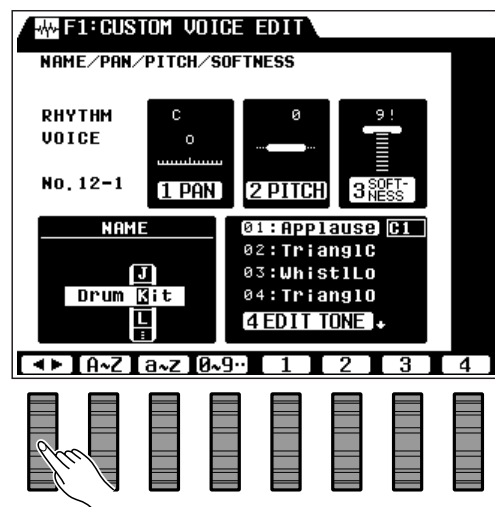 F1:CUSTOM VOICE EDIT
NAME/PAN/PITCH/SOFTNESS
RHYTHM
VOICE
No.12-1
C
1 PAN
0
2 PITCH
9!
3 SOFT-
NESS
NAME
J
Drum Kit
L
01:Applause C1
02:TrianglC
03:WhistlLo
04:TrianglO
4 EDIT TONE
A~Z a~z 0~9·· 1 2 3 4